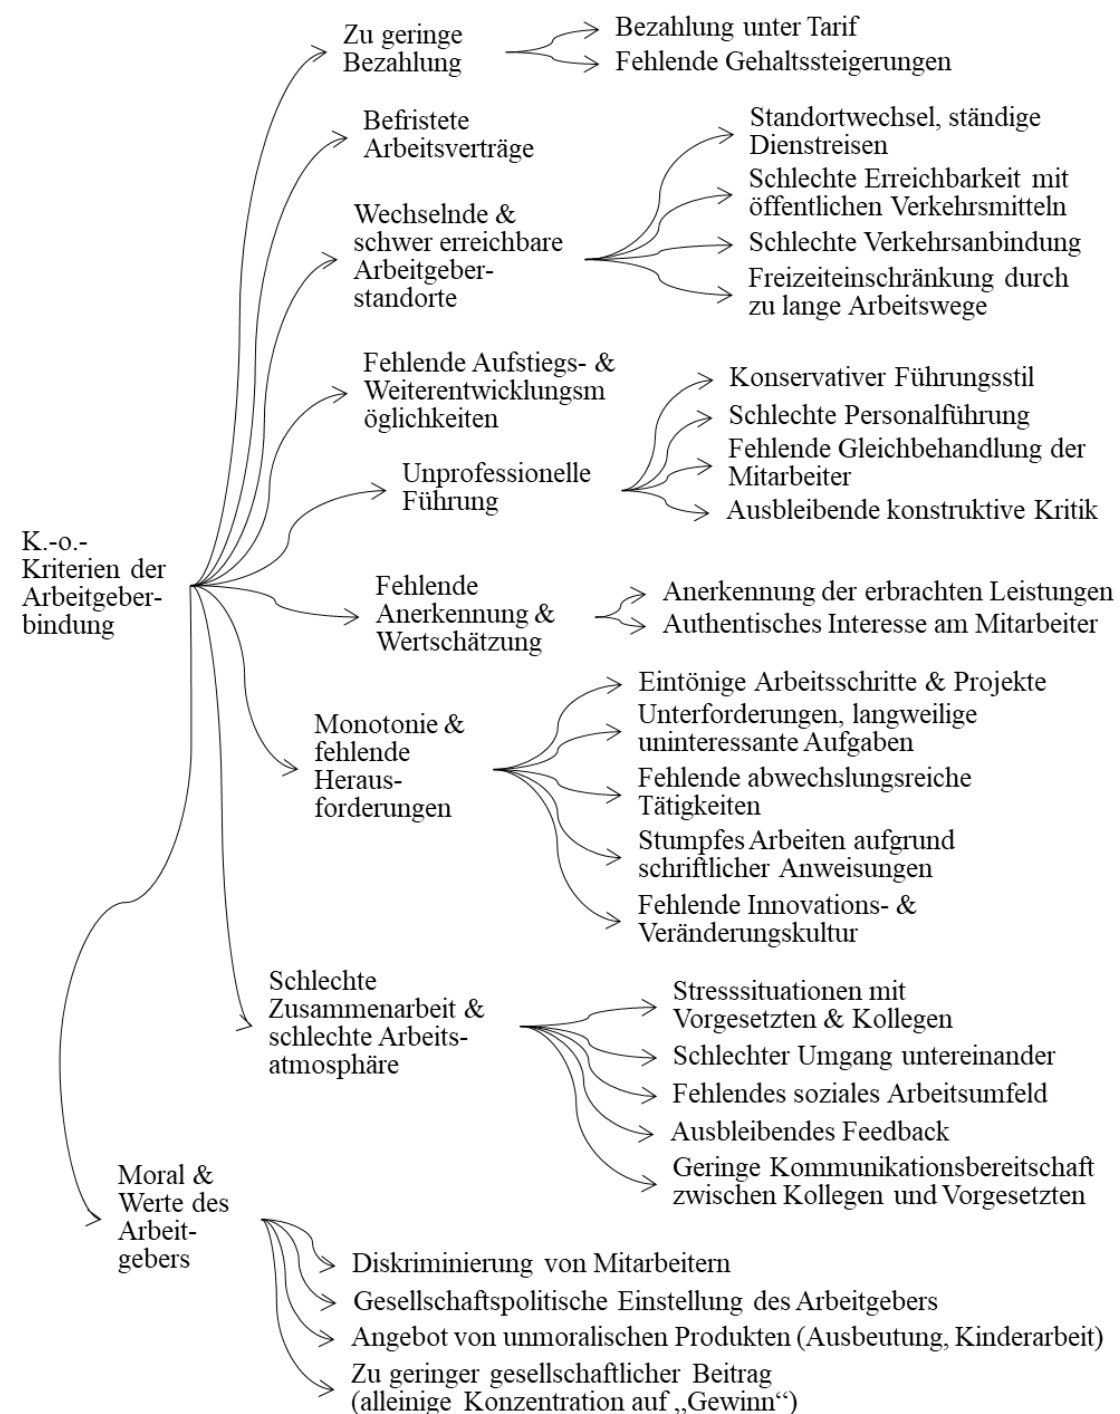 K.-o.-
Kriterien der
Arbeitgeber-
bindung
Zu geringe
Bezahlung
Bezahlung unter Tarif
Fehlende Gehaltssteigerungen
Befristete
Arbeitsverträge
Wechselnde &
schwer erreichbare
Arbeitgeber-
standorte
Standortwechsel, ständige
Dienstreisen
Schlechte Erreichbarkeit mit
öffentlichen Verkehrsmitteln
Schlechte Verkehrsanbindung
Freizeiteinschränkung durch
zu lange Arbeitswege
Fehlende Aufstiegs- &
Weiterentwicklungsm
öglichkeiten
Unprofessionelle
Führung
Konservativer Führungsstil
Schlechte Personalführung
Fehlende Gleichbehandlung der
Mitarbeiter
Ausbleibende konstruktive Kritik
Fehlende
Anerkennung &
Wertschätzung
Anerkennung der erbrachten Leistungen
Authentisches Interesse am Mitarbeiter
Monotonie &
fehlende
Heraus-
forderungen
Eintönige Arbeitsschritte & Projekte
Unterforderungen, langweilige
uninteressante Aufgaben
Fehlende abwechslungsreiche
Tätigkeiten
Stumpfes Arbeiten aufgrund
schriftlicher Anweisungen
Fehlende Innovations- &
Veränderungskultur
Schlechte
Zusammenarbeit &
schlechte Arbeits-
atmosphäre
Stresssituationen mit
Vorgesetzten & Kollegen
Schlechter Umgang untereinander
Fehlendes soziales Arbeitsumfeld
Ausbleibendes Feedback
Geringe Kommunikationsbereitschaft
zwischen Kollegen und Vorgesetzten
Moral &
Werte des
Arbeit-
gebers
Diskriminierung von Mitarbeitern
Gesellschaftspolitische Einstellung des Arbeitgebers
Angebot von unmoralischen Produkten (Ausbeutung, Kinderarbeit)
Zu geringer gesellschaftlicher Beitrag
(alleinige Konzentration auf „Gewinn“)